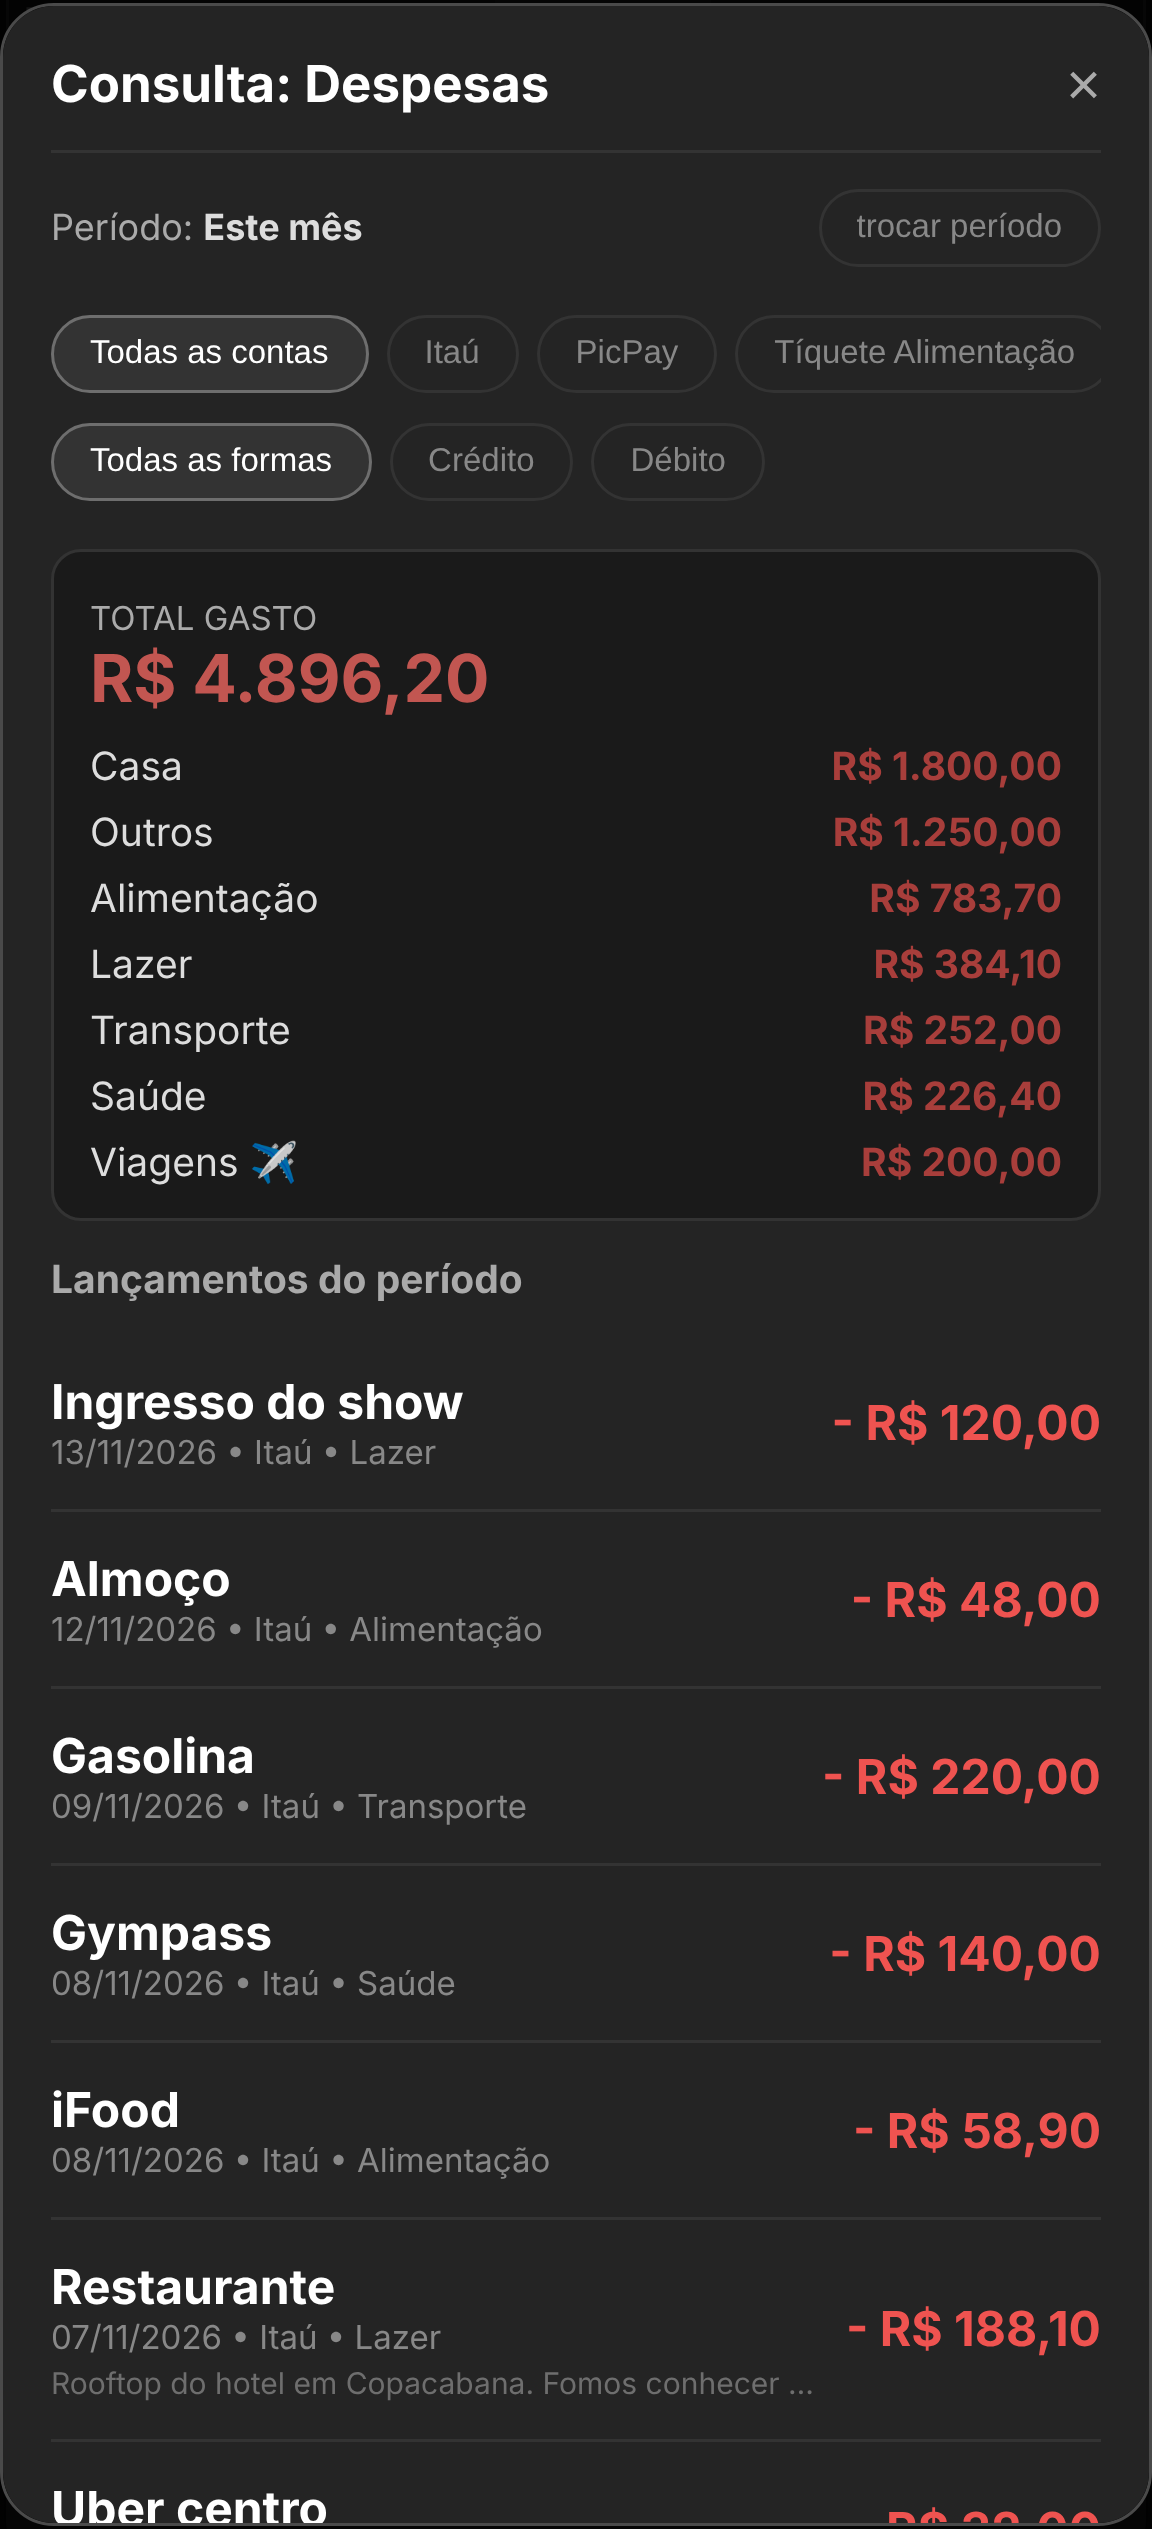 Consulta: Despesas ✕
Período: Este mês trocar período
Todas as contas Itaú PicPay Tíquete Alimentação
Todas as formas Crédito Débito
TOTAL GASTO
R$ 4.896,20
Casa R$ 1.800,00
Outros R$ 1.250,00
Alimentação R$ 783,70
Lazer R$ 384,10
Transporte R$ 252,00
Saúde R$ 226,40
Viagens ✈️ R$ 200,00
Lançamentos do período
Ingresso do show
- R$ 120,00
13/11/2026 • Itaú • Lazer
Almoço
- R$ 48,00
12/11/2026 • Itaú • Alimentação
Gasolina
- R$ 220,00
09/11/2026 • Itaú • Transporte
Gympass
- R$ 140,00
08/11/2026 • Itaú • Saúde
iFood
- R$ 58,90
08/11/2026 • Itaú • Alimentação
Restaurante
- R$ 188,10
07/11/2026 • Itaú • Lazer
Rooftop do hotel em Copacabana. Fomos conhecer ...
Uber centro